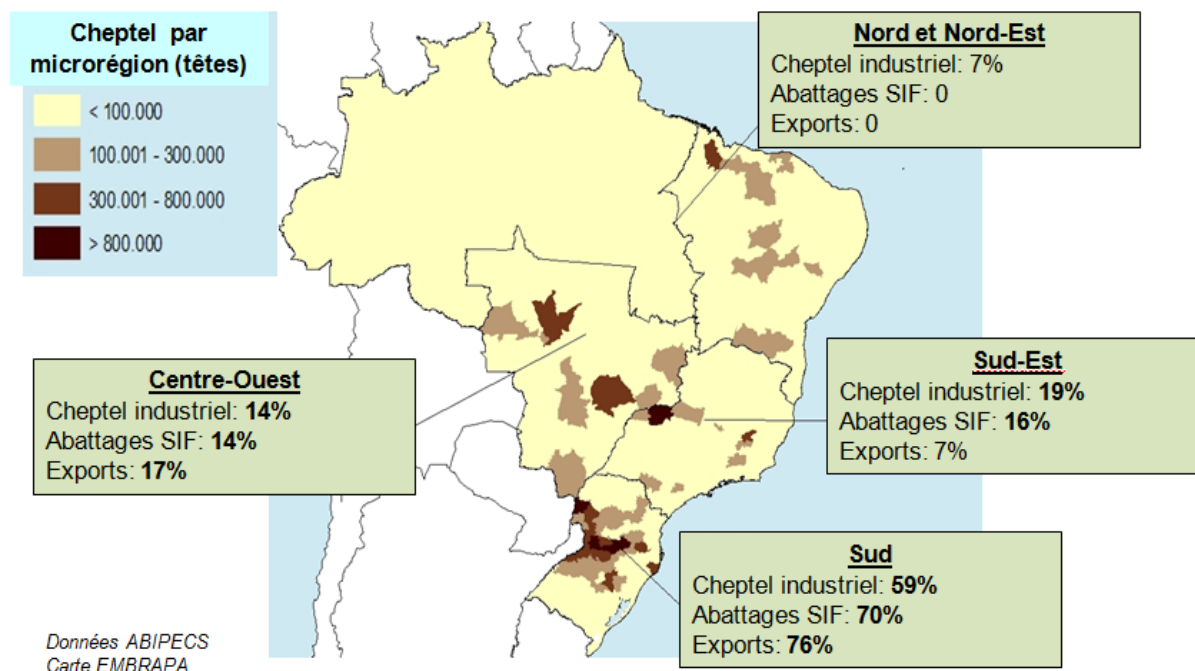 Cheptel par
microrégion (têtes)
< 100.000
100.001 - 300.000
300.001 - 800.000
> 800.000
Nord et Nord-Est
Cheptel industriel: 7%
Abattages SIF: 0
Exports: 0
Centre-Ouest
Cheptel industriel: 14%
Abattages SIF: 14%
Exports: 17%
Sud-Est
Cheptel industriel: 19%
Abattages SIF: 16%
Exports: 7%
Sud
Cheptel industriel: 59%
Abattages SIF: 70%
Exports: 76%
Données ABIPECS
Carte EMBRAPA